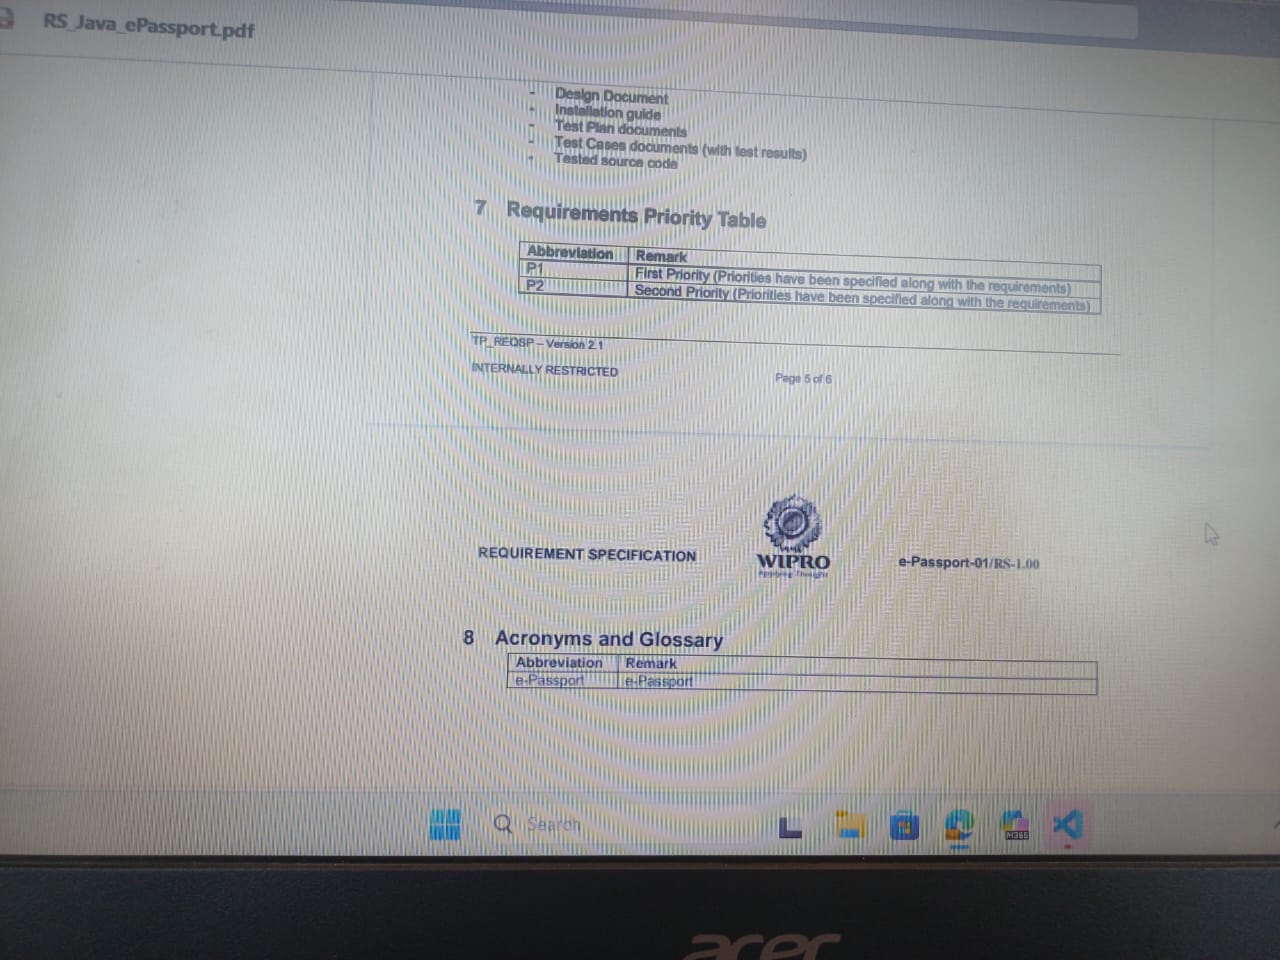 RS_Java_ePassport.pdf
- Design Document
- Installation guide
- Test Plan documents
- Test Cases documents (with test results)
- Tested source code
7 Requirements Priority Table
Abbreviation Remark
P1 First Priority (Priorities have been specified along with the requirements)
P2 Second Priority (Priorities have been specified along with the requirements)
TP_REQSP – Version 2.1
INTERNALLY RESTRICTED Page 5 of 6
REQUIREMENT SPECIFICATION
WIPRO
Applying Thought
e-Passport-01/RS-1.00
8 Acronyms and Glossary
Abbreviation Remark
e-Passport e-Passport
Search
M365
acer